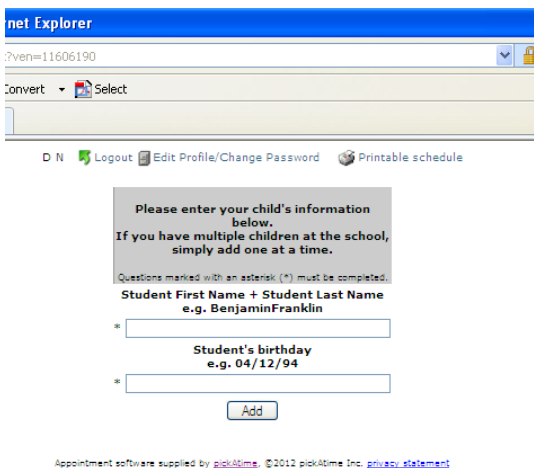 rnet Explorer
?ven=11606190
Convert Select
D N Logout Edit Profile/Change Password Printable schedule
Please enter your child's information
below.
If you have multiple children at the school,
simply add one at a time.
Questions marked with an asterisk (*) must be completed.
Student First Name + Student Last Name
e.g. BenjaminFranklin
*
Student's birthday
e.g. 04/12/94
*
Add
Appointment software supplied by pickAtime, ©2012 pickAtime Inc. privacy statement